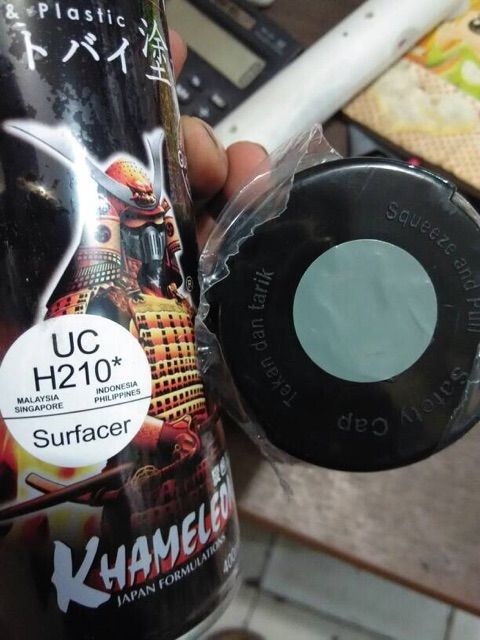 & Plastic
トバイ塗
UC
H210*
MALAYSIA INDONESIA
SINGAPORE PHILIPPINES
Surfacer
KHAMELEON
JAPAN FORMULATIONS
400
Squeeze and Pull
Tekan dan tarik
Safety Cap